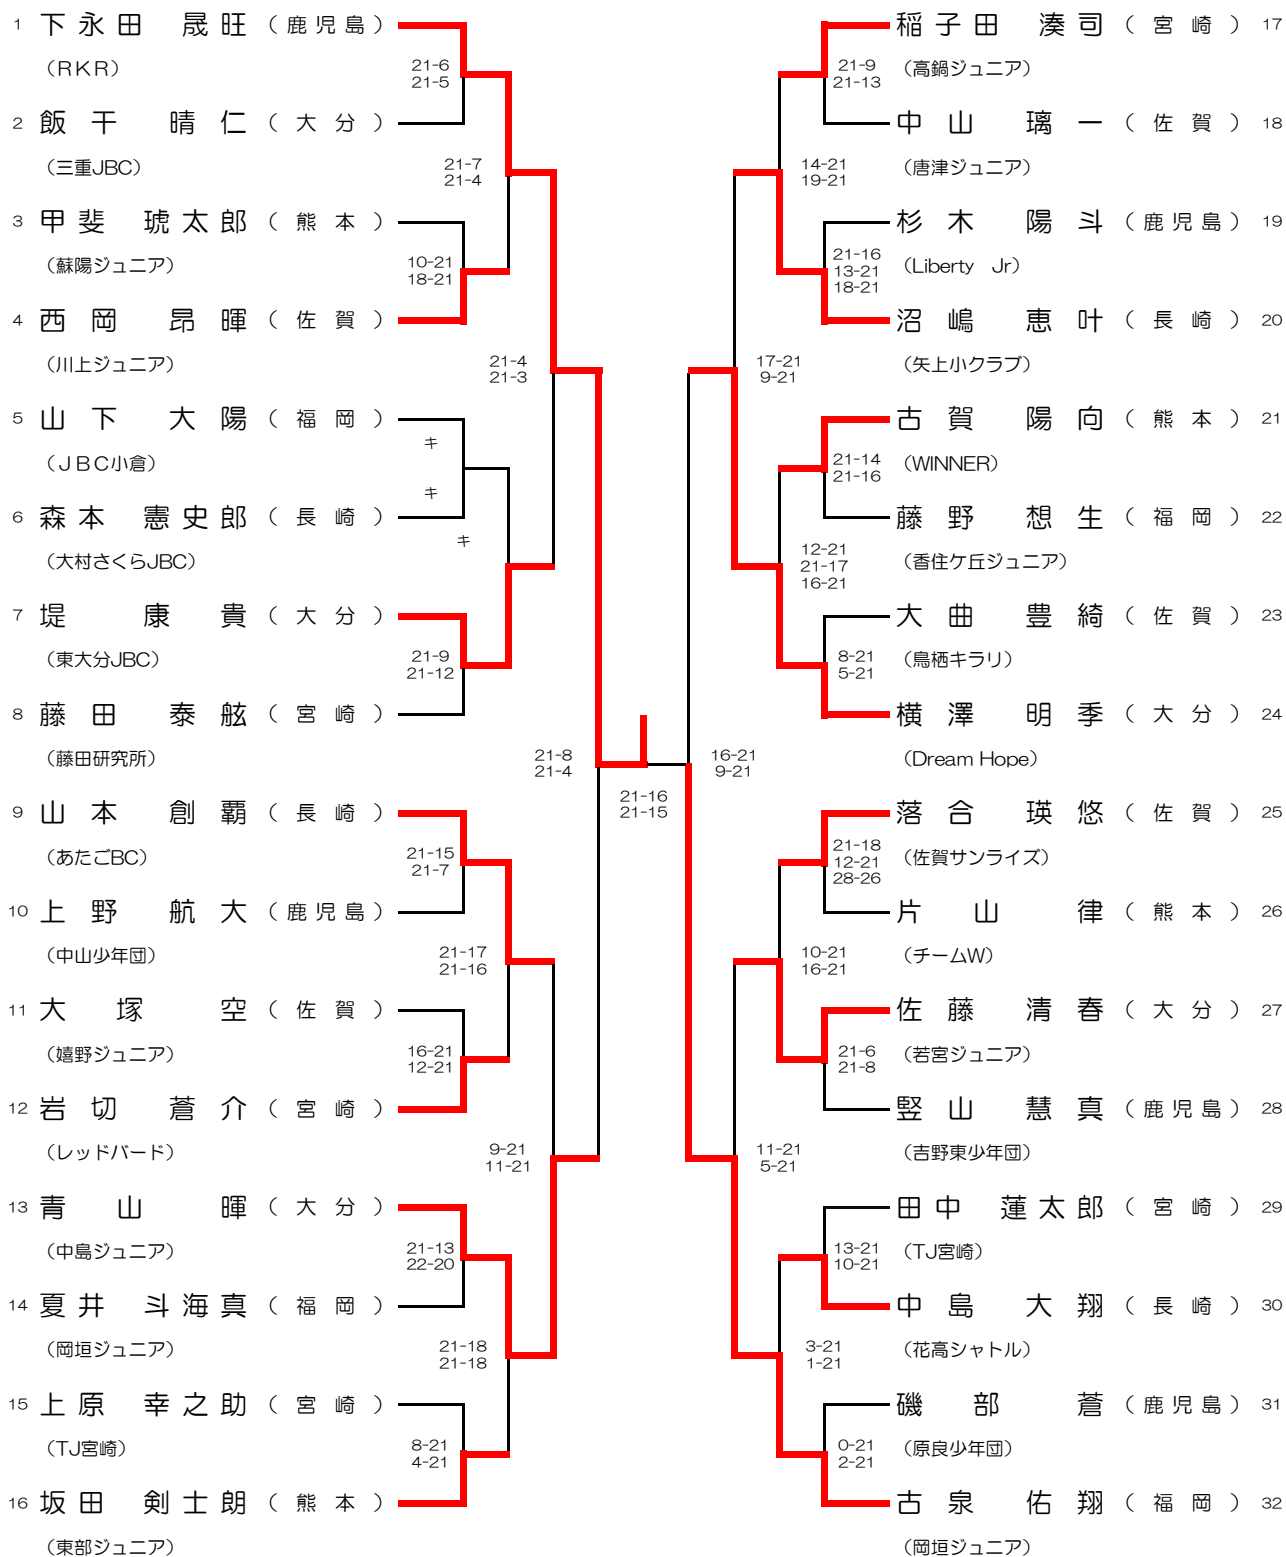 1 下永田 晟旺 (鹿児島)
(RKR)
21-6
21-5
2 飯干 晴仁 (大分)
(三重JBC)
21-7
21-4
3 甲斐 琥太郎 (熊本)
(蘇陽ジュニア)
10-21
18-21
4 西岡 昂暉 (佐賀)
(川上ジュニア)
21-4
21-3
5 山下 大陽 (福岡)
(JBC小倉)
キ
キ
6 森本 憲史郎 (長崎)
(大村さくらJBC)
キ
7 堤 康貴 (大分)
(東大分JBC)
21-9
21-12
8 藤田 泰舷 (宮崎)
(藤田研究所)
21-8
21-4
9 山本 創覇 (長崎)
(あたごBC)
21-15
21-7
10 上野 航大 (鹿児島)
(中山少年団)
21-17
21-16
11 大塚 空 (佐賀)
(嬉野ジュニア)
16-21
12-21
12 岩切 蒼介 (宮崎)
(レッドバード)
9-21
11-21
13 青山 暉 (大分)
(中島ジュニア)
21-13
22-20
14 夏井 斗海真 (福岡)
(岡垣ジュニア)
21-18
21-18
15 上原 幸之助 (宮崎)
(TJ宮崎)
8-21
4-21
16 坂田 剣士朗 (熊本)
(東部ジュニア)
21-16
21-15
稲子田 湊司 (宮崎) 17
21-9
21-13
(高鍋ジュニア)
中山 璃一 (佐賀) 18
14-21
19-21
(唐津ジュニア)
杉木 陽斗 (鹿児島) 19
21-16
13-21
18-21
(Liberty Jr)
沼嶋 恵叶 (長崎) 20
(矢上小クラブ)
17-21
9-21
古賀 陽向 (熊本) 21
21-14
21-16
(WINNER)
藤野 想生 (福岡) 22
12-21
21-17
16-21
(香住ケ丘ジュニア)
大曲 豊綺 (佐賀) 23
8-21
5-21
(鳥栖キラリ)
横澤 明季 (大分) 24
(Dream Hope)
16-21
9-21
落合 瑛悠 (佐賀) 25
21-18
12-21
28-26
(佐賀サンライズ)
片山 律 (熊本) 26
10-21
16-21
(チームW)
佐藤 清春 (大分) 27
21-6
21-8
(若宮ジュニア)
竪山 慧真 (鹿児島) 28
11-21
5-21
(吉野東少年団)
田中 蓮太郎 (宮崎) 29
13-21
10-21
(TJ宮崎)
中島 大翔 (長崎) 30
3-21
1-21
(花高シャトル)
磯部 蒼 (鹿児島) 31
0-21
2-21
(原良少年団)
古泉 佑翔 (福岡) 32
(岡垣ジュニア)